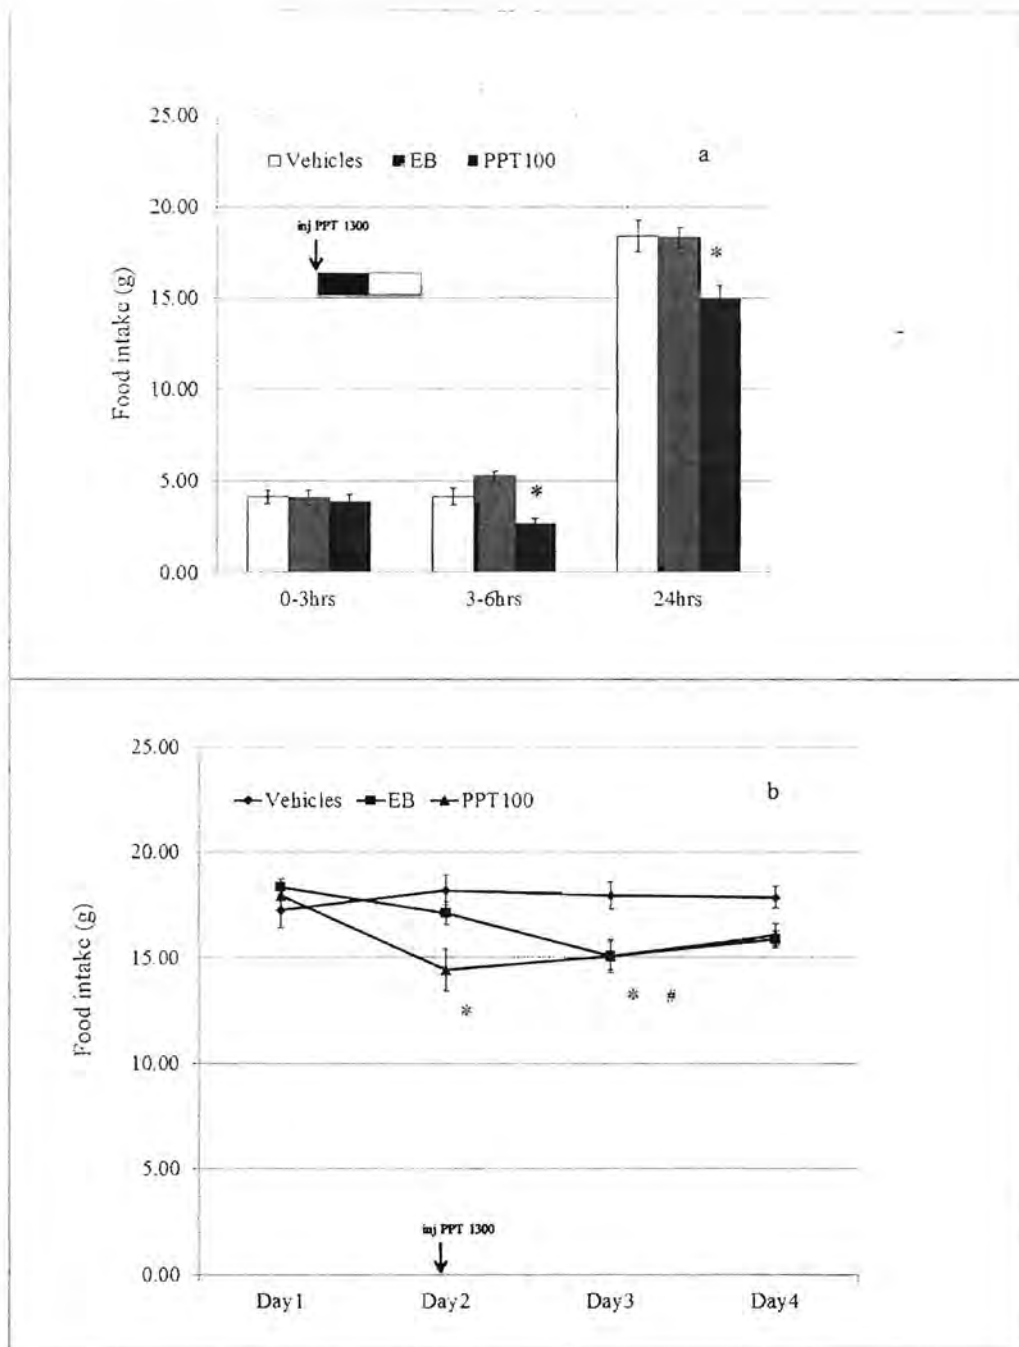 25.00
□ Vehicles ■ EB ■ PPT100 a
20.00
inj PPT 1300
*
15.00
Food intake (g)
10.00
5.00
*
0.00
0-3hrs 3-6hrs 24hrs
25.00
Vehicles EB PPT100 b
20.00
15.00
* * #
Food intake (g)
10.00
5.00
inj PPT 1300
0.00
Day1 Day2 Day3 Day4